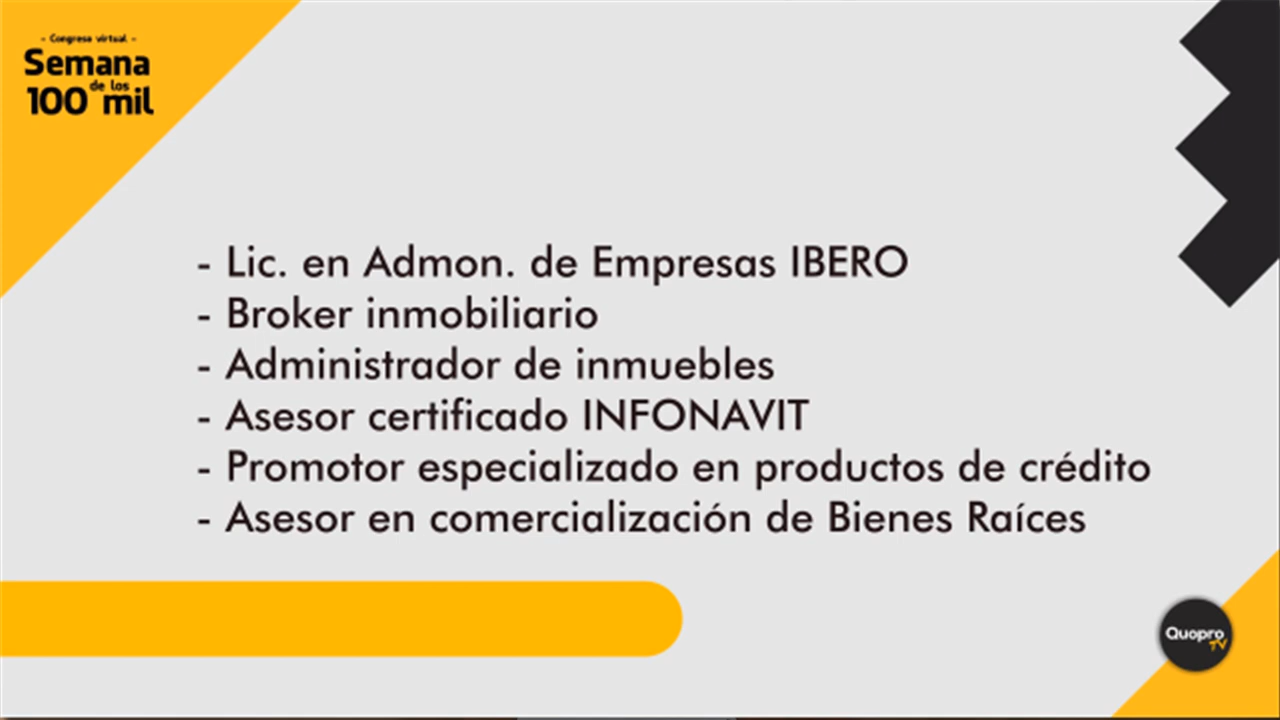 - Congreso virtual -
Semana
de los
100 mil
- Lic. en Admon. de Empresas IBERO
- Broker inmobiliario
- Administrador de inmuebles
- Asesor certificado INFONAVIT
- Promotor especializado en productos de crédito
- Asesor en comercialización de Bienes Raíces
Quopro
TV